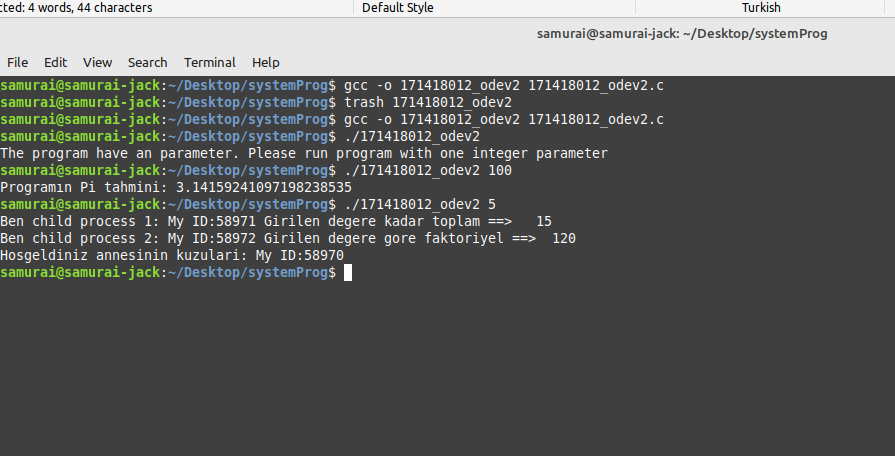 cted: 4 words, 44 characters Default Style Turkish
samurai@samurai-jack: ~/Desktop/systemProg
File Edit View Search Terminal Help
samurai@samurai-jack:~/Desktop/systemProg$ gcc -o 171418012_odev2 171418012_odev2.c
samurai@samurai-jack:~/Desktop/systemProg$ trash 171418012_odev2
samurai@samurai-jack:~/Desktop/systemProg$ gcc -o 171418012_odev2 171418012_odev2.c
samurai@samurai-jack:~/Desktop/systemProg$ ./171418012_odev2
The program have an parameter. Please run program with one integer parameter
samurai@samurai-jack:~/Desktop/systemProg$ ./171418012_odev2 100
Programin Pi tahmini: 3.14159241097198238535
samurai@samurai-jack:~/Desktop/systemProg$ ./171418012_odev2 5
Ben child process 1: My ID:58971 Girilen degere kadar toplam ==>   15
Ben child process 2: My ID:58972 Girilen degere gore faktoriyel ==>  120
Hosgeldiniz annesinin kuzulari: My ID:58970
samurai@samurai-jack:~/Desktop/systemProg$